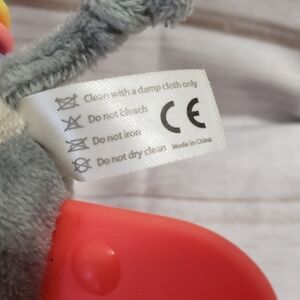 Clean with a damp cloth only
Do not bleach
Do not iron
Do not dry clean
CE
Made in China